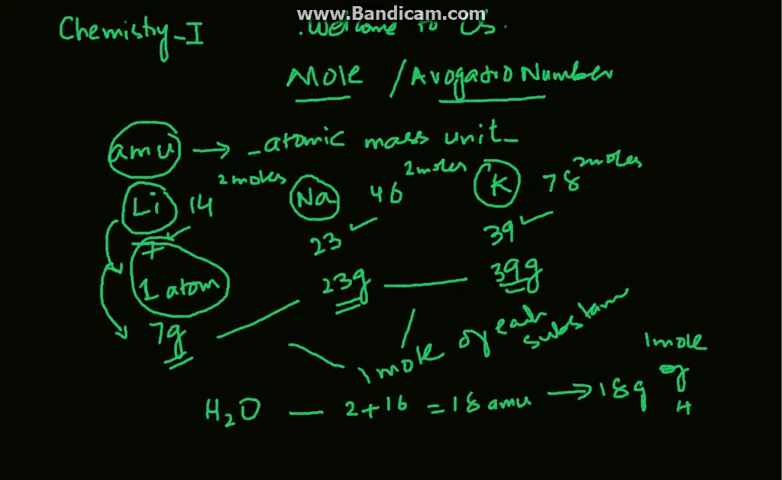 www.Bandicam.com
Chemistry-I .Welcome to US.
Mole / Avogadro Number
amu → -atomic mass unit-
Li 14 2 moles Na 46 2 moles K 78 2 moles
7 23 39
1 atom 23g 39g
7g
1 mole of each substance
H2O — 2+16 = 18 amu → 18g 1 mole of H